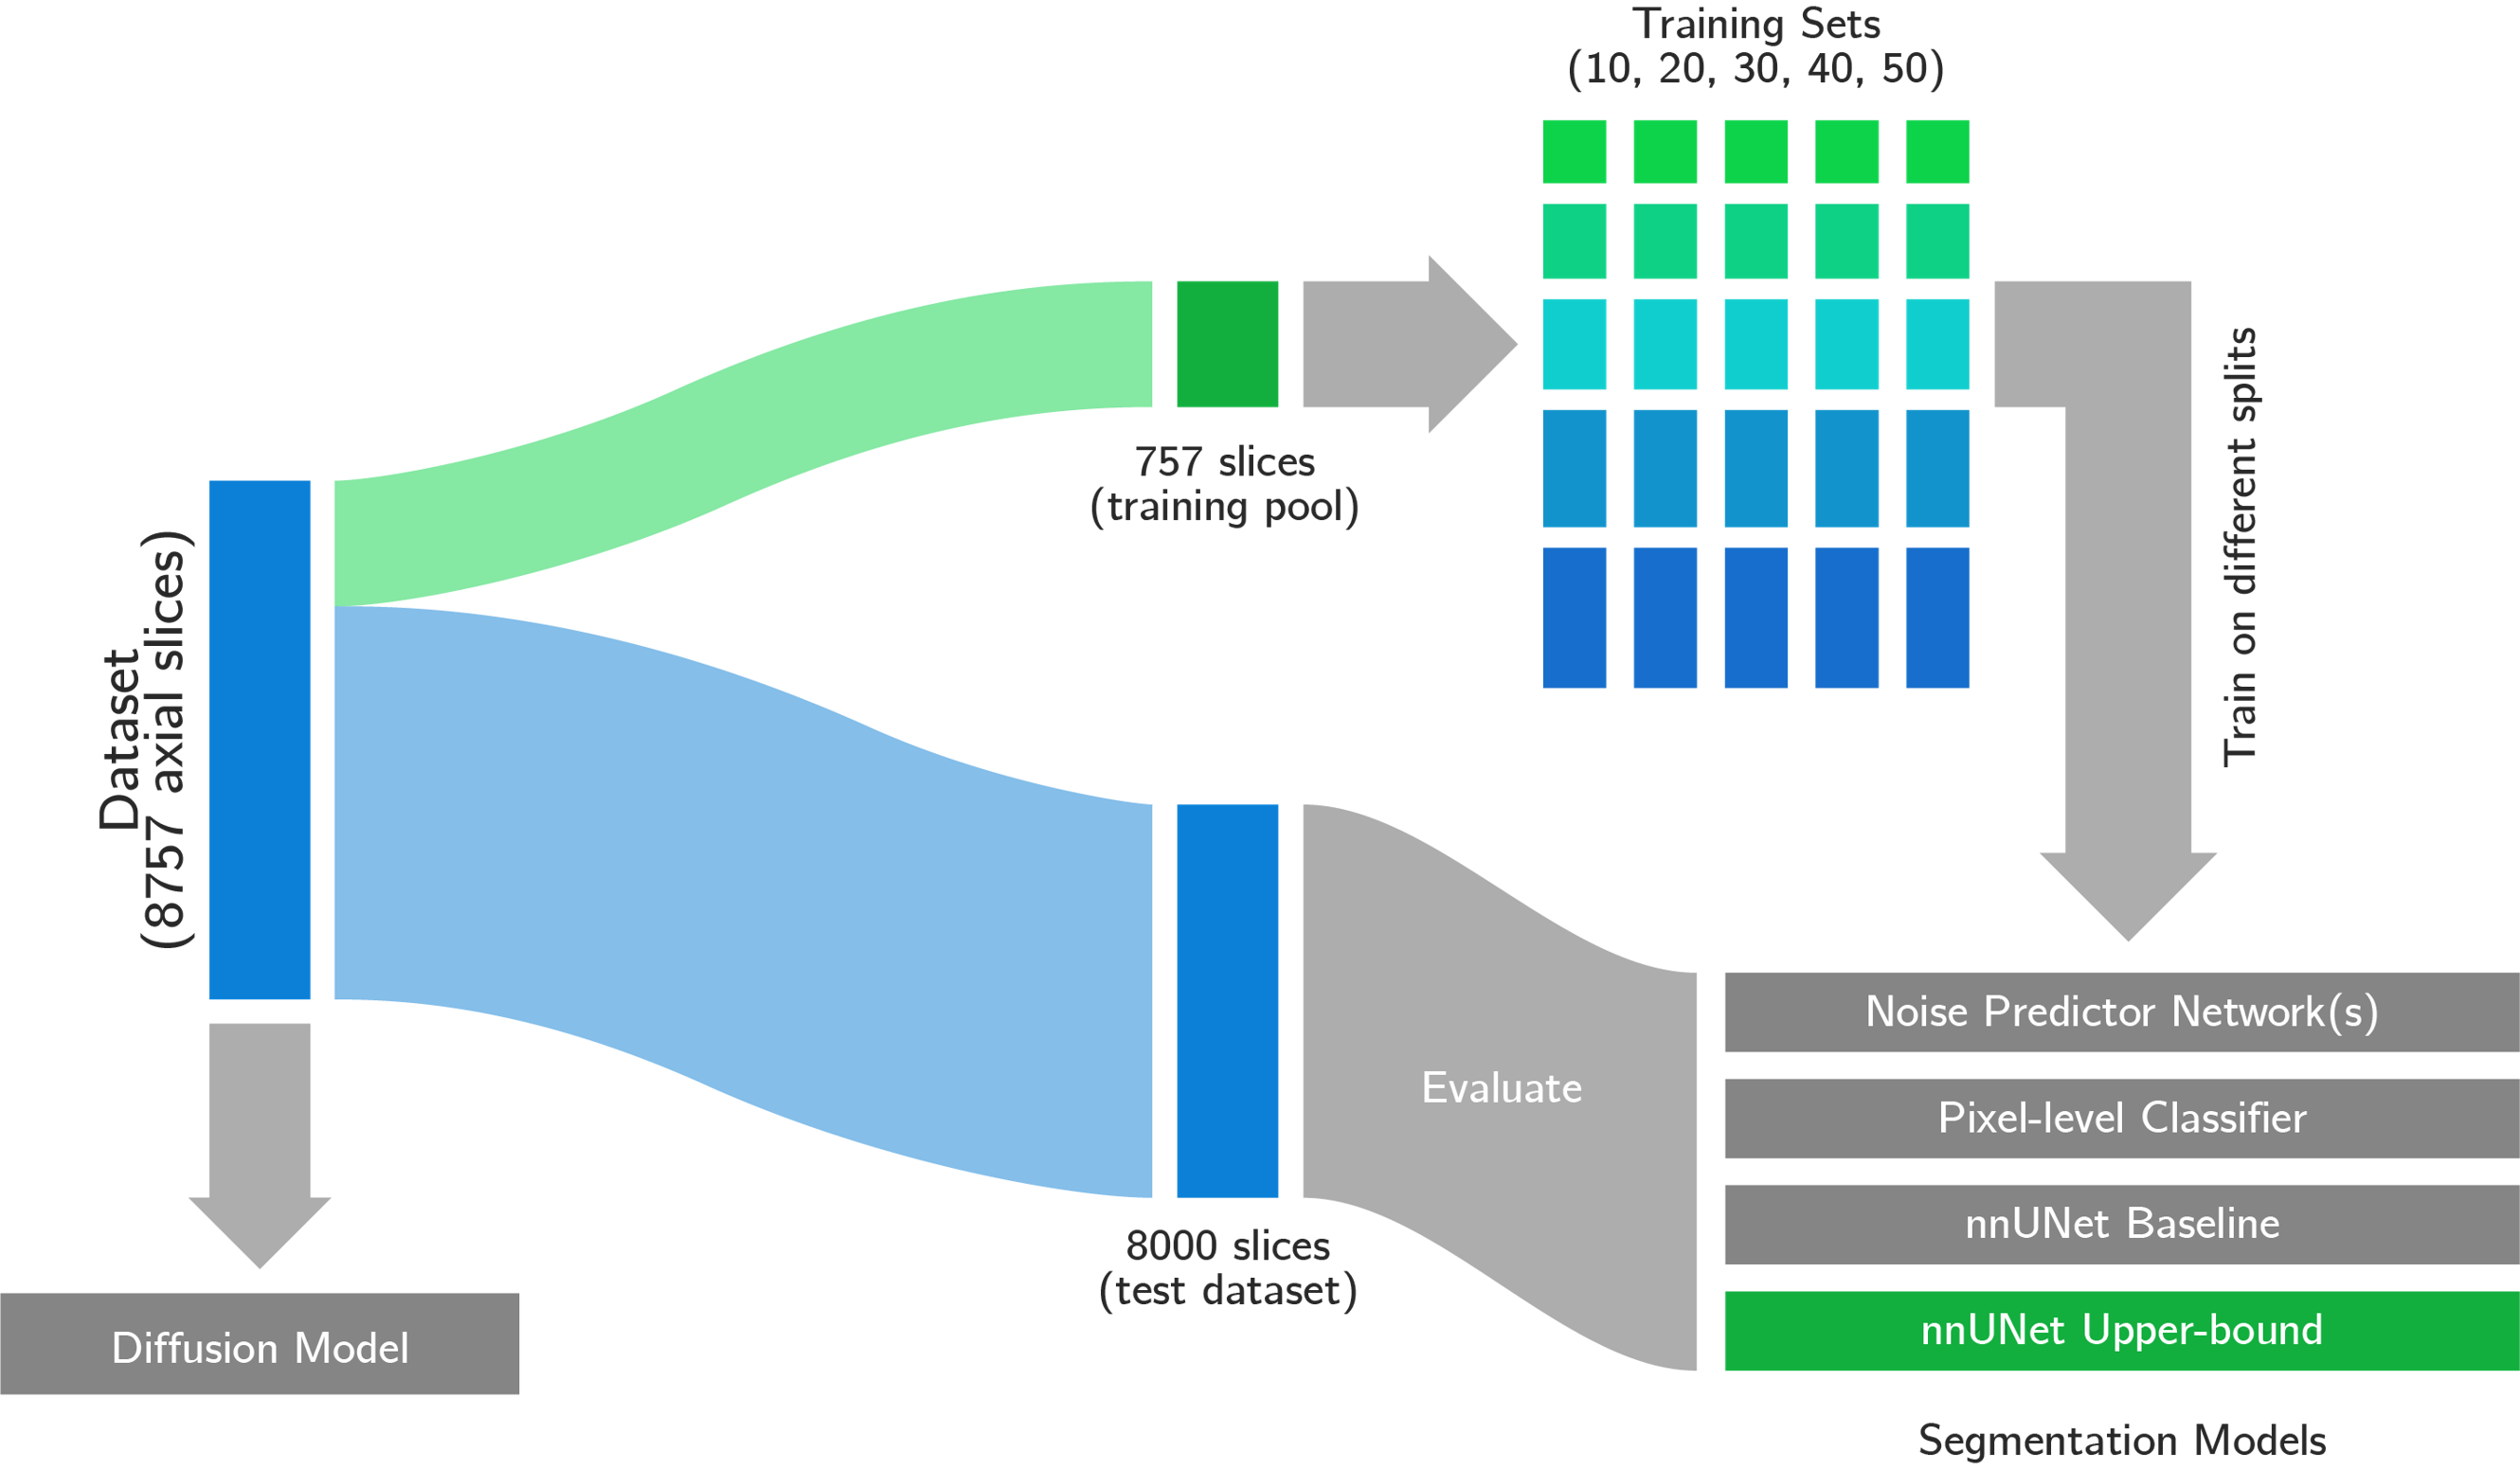 Training Sets
(10, 20, 30, 40, 50)
757 slices
(training pool)
Train on different splits
Dataset
(8757 axial slices)
Evaluate
8000 slices
(test dataset)
Noise Predictor Network(s)
Pixel-level Classifier
nnUNet Baseline
nnUNet Upper-bound
Segmentation Models
Diffusion Model